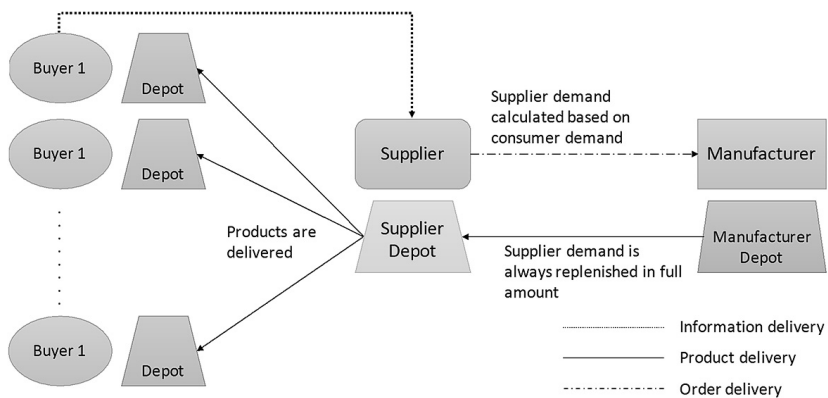 Buyer 1
Depot
Buyer 1
Depot
Buyer 1
Depot
Products are
delivered
Supplier
Supplier
Depot
Supplier demand
calculated based on
consumer demand
Manufacturer
Manufacturer
Depot
Supplier demand is
always replenished in full
amount
Information delivery
Product delivery
Order delivery